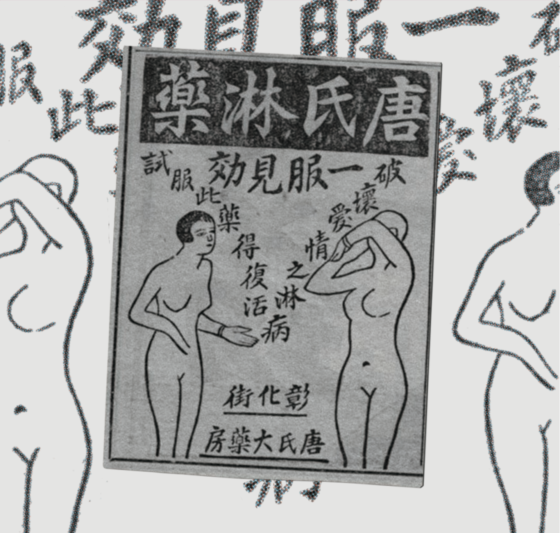 唐氏淋藥
一服見効
破壞愛情之淋病
試服此藥得復活
彰化街
唐氏大藥房